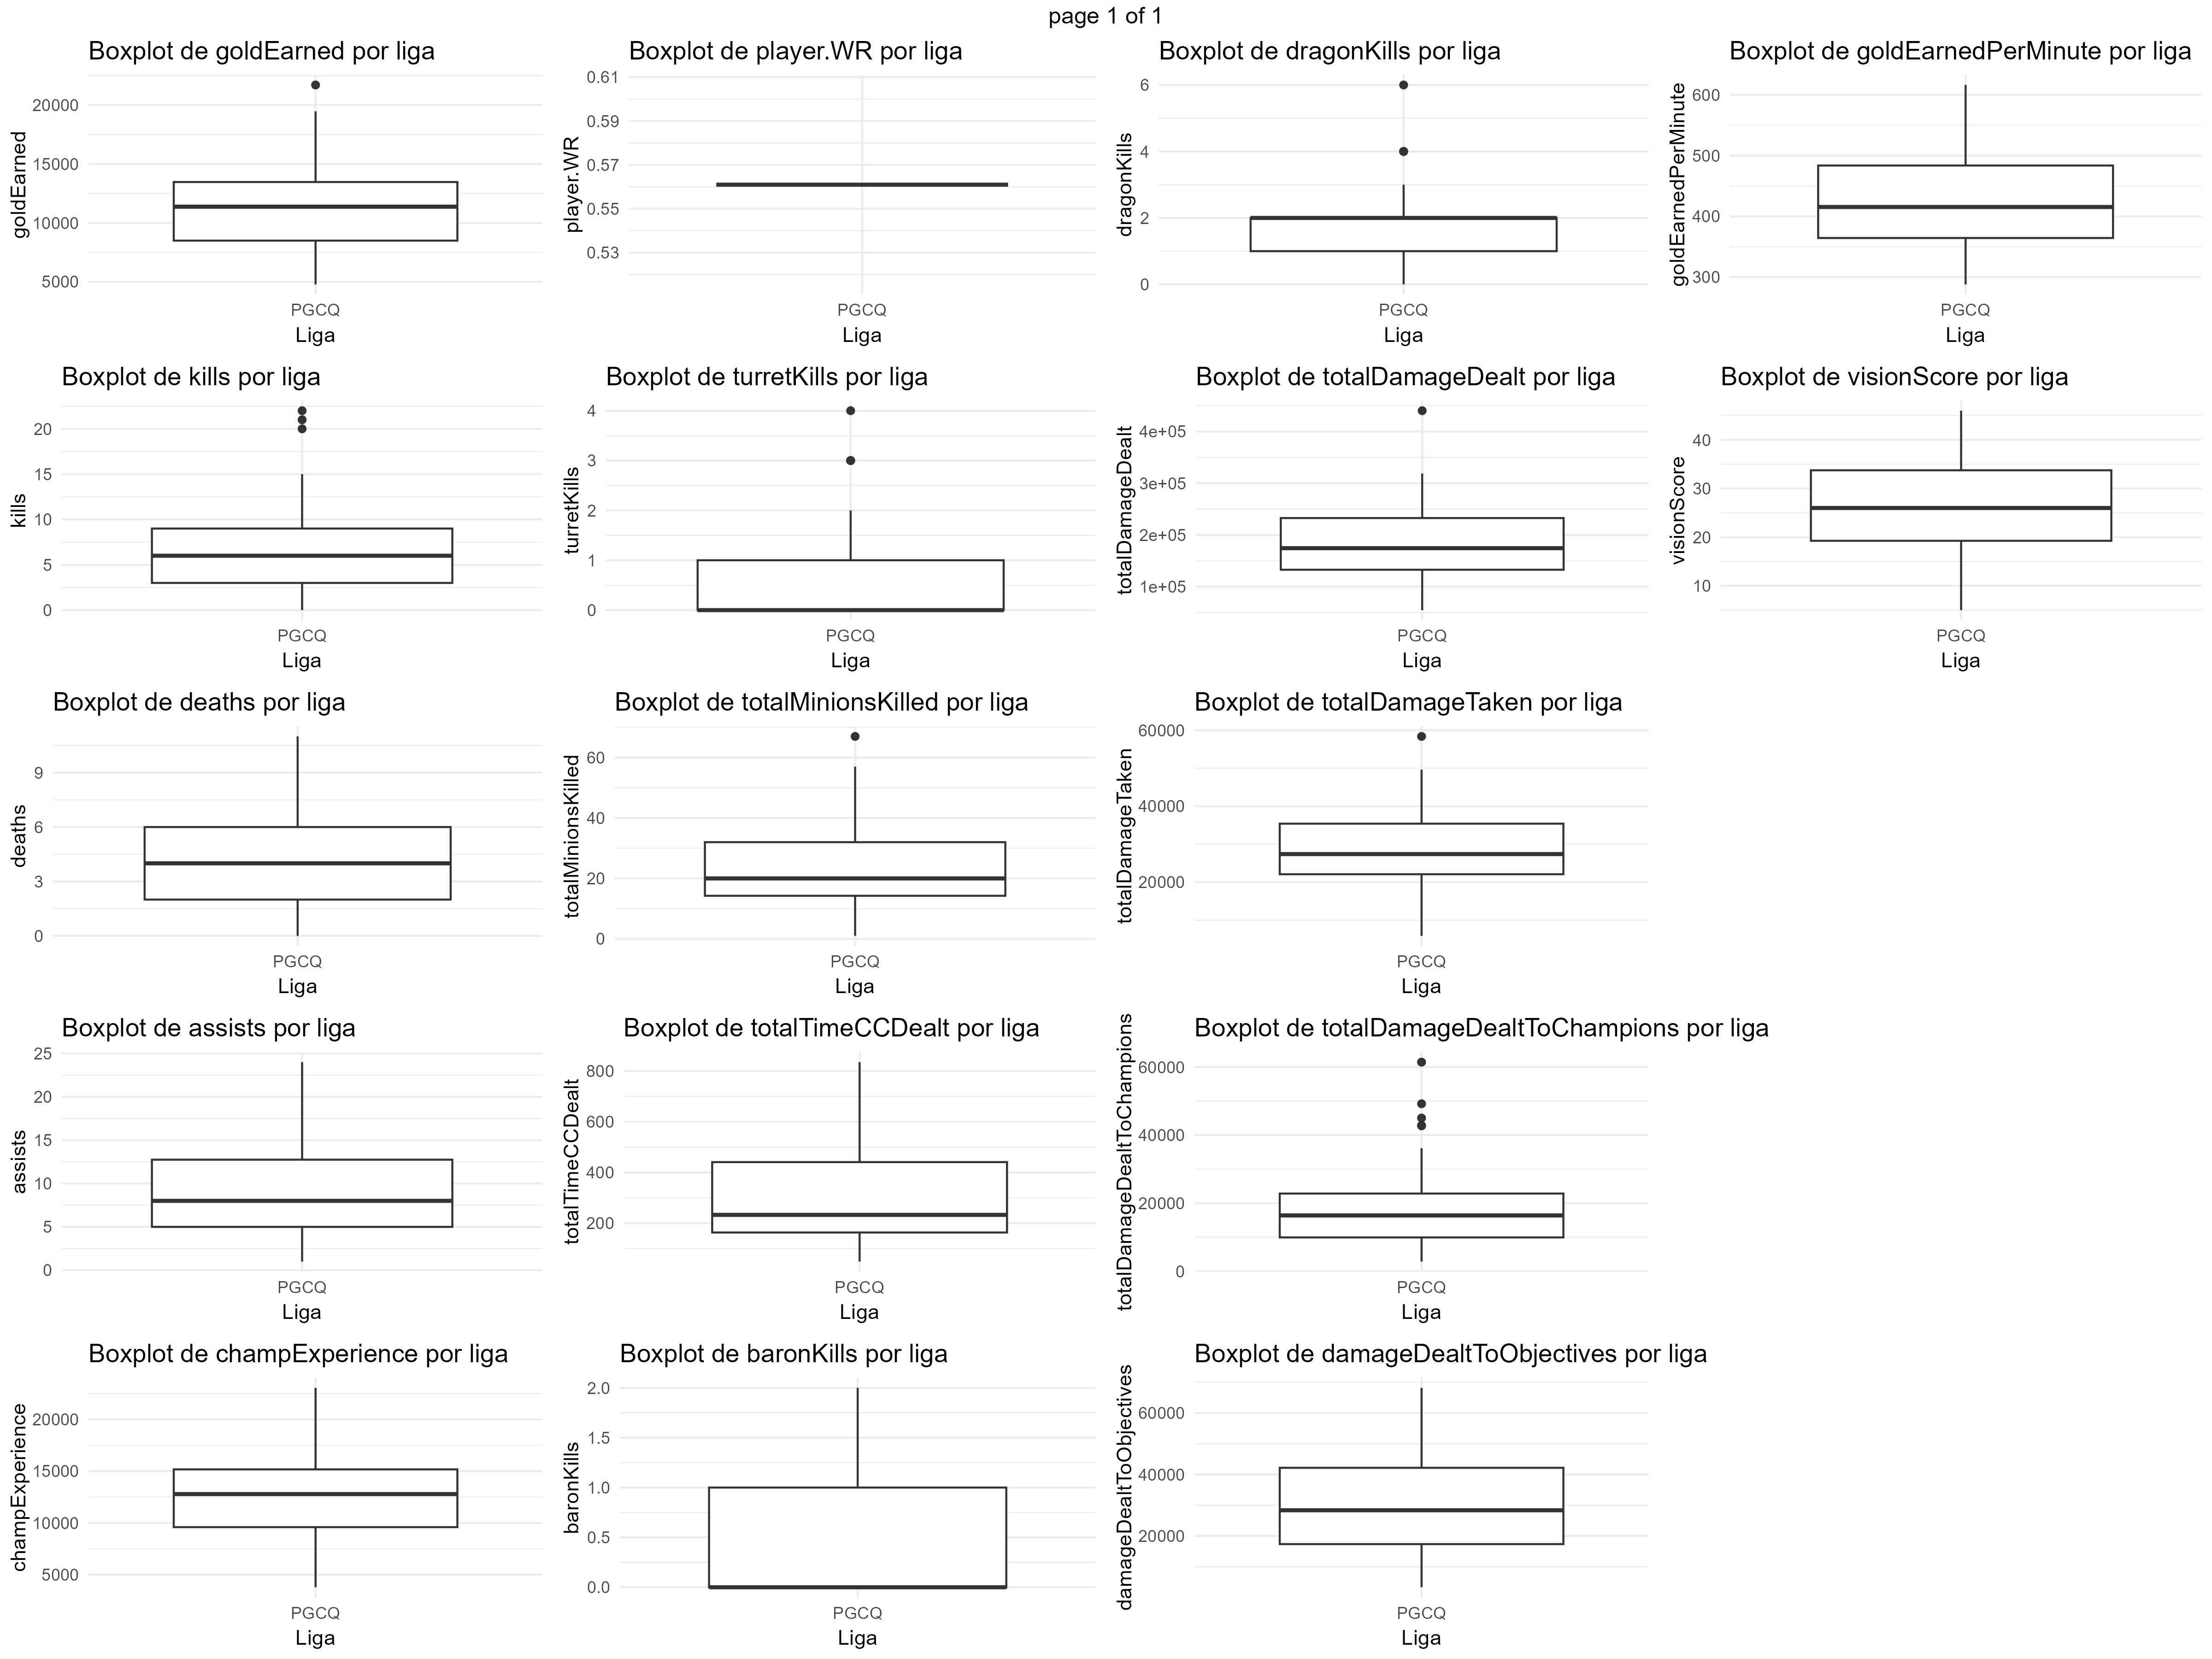 page 1 of 1
Boxplot de goldEarned por liga
goldEarned
20000
15000
10000
5000
PGCQ
Liga
Boxplot de player.WR por liga
player.WR
0.61
0.59
0.57
0.55
0.53
PGCQ
Liga
Boxplot de dragonKills por liga
dragonKills
6
4
2
0
PGCQ
Liga
Boxplot de goldEarnedPerMinute por liga
goldEarnedPerMinute
600
500
400
300
PGCQ
Liga
Boxplot de kills por liga
kills
20
15
10
5
0
PGCQ
Liga
Boxplot de turretKills por liga
turretKills
4
3
2
1
0
PGCQ
Liga
Boxplot de totalDamageDealt por liga
totalDamageDealt
4e+05
3e+05
2e+05
1e+05
PGCQ
Liga
Boxplot de visionScore por liga
visionScore
40
30
20
10
PGCQ
Liga
Boxplot de deaths por liga
deaths
9
6
3
0
PGCQ
Liga
Boxplot de totalMinionsKilled por liga
totalMinionsKilled
60
40
20
0
PGCQ
Liga
Boxplot de totalDamageTaken por liga
totalDamageTaken
60000
40000
20000
PGCQ
Liga
Boxplot de assists por liga
assists
25
20
15
10
5
0
PGCQ
Liga
Boxplot de totalTimeCCDealt por liga
totalTimeCCDealt
800
600
400
200
PGCQ
Liga
Boxplot de totalDamageDealtToChampions por liga
totalDamageDealtToChampions
60000
40000
20000
0
PGCQ
Liga
Boxplot de champExperience por liga
champExperience
20000
15000
10000
5000
PGCQ
Liga
Boxplot de baronKills por liga
baronKills
2.0
1.5
1.0
0.5
0.0
PGCQ
Liga
Boxplot de damageDealtToObjectives por liga
damageDealtToObjectives
60000
40000
20000
PGCQ
Liga